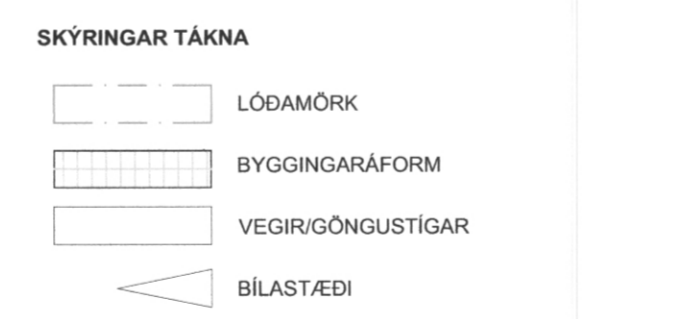 SKÝRINGAR TÁKNA
LÓÐAMÖRK
BYGGINGARÁFORM
VEGIR/GÖNGUSTÍGAR
BÍLASTÆÐI